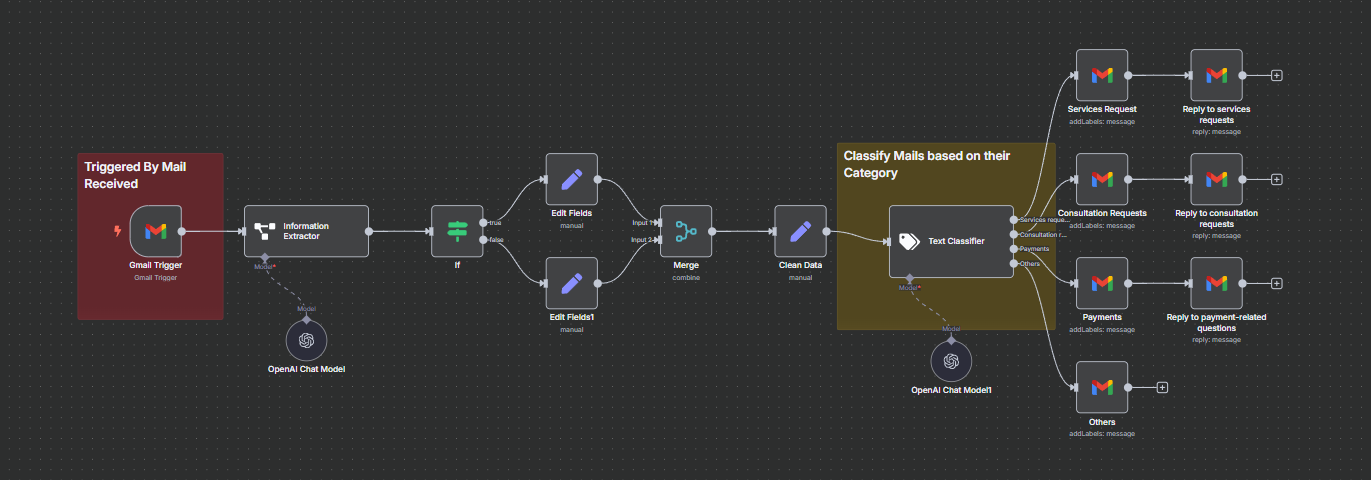 Triggered By Mail
Received
Gmail Trigger
Gmail Trigger
Information
Extractor
Model*
Model
OpenAI Chat Model
If
true
false
Edit Fields
manual
Edit Fields1
manual
Input 1
Input 2
Merge
combine
Clean Data
manual
Classify Mails based on their
Category
Text Classifier
Services reque...
Consultation r...
Payments
Others
Model*
Model
OpenAI Chat Model1
Services Request
addLabels: message
Reply to services
requests
reply: message
Consultation Requests
addLabels: message
Reply to consultation
requests
reply: message
Payments
addLabels: message
Reply to payment-related
questions
reply: message
Others
addLabels: message